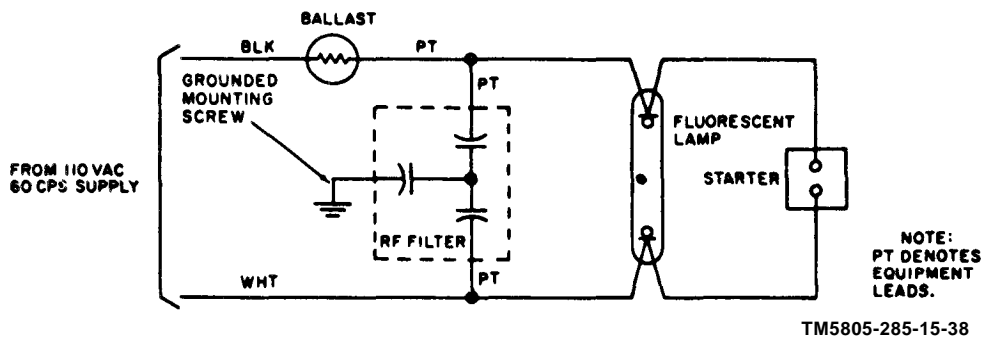 BALLAST
BLK
PT
GROUNDED
MOUNTING
SCREW
PT
FLUORESCENT
LAMP
FROM 110 VAC
60 CPS SUPPLY
STARTER
RF FILTER
NOTE:
PT DENOTES
EQUIPMENT
LEADS.
WHT
PT
TM5805-285-15-38